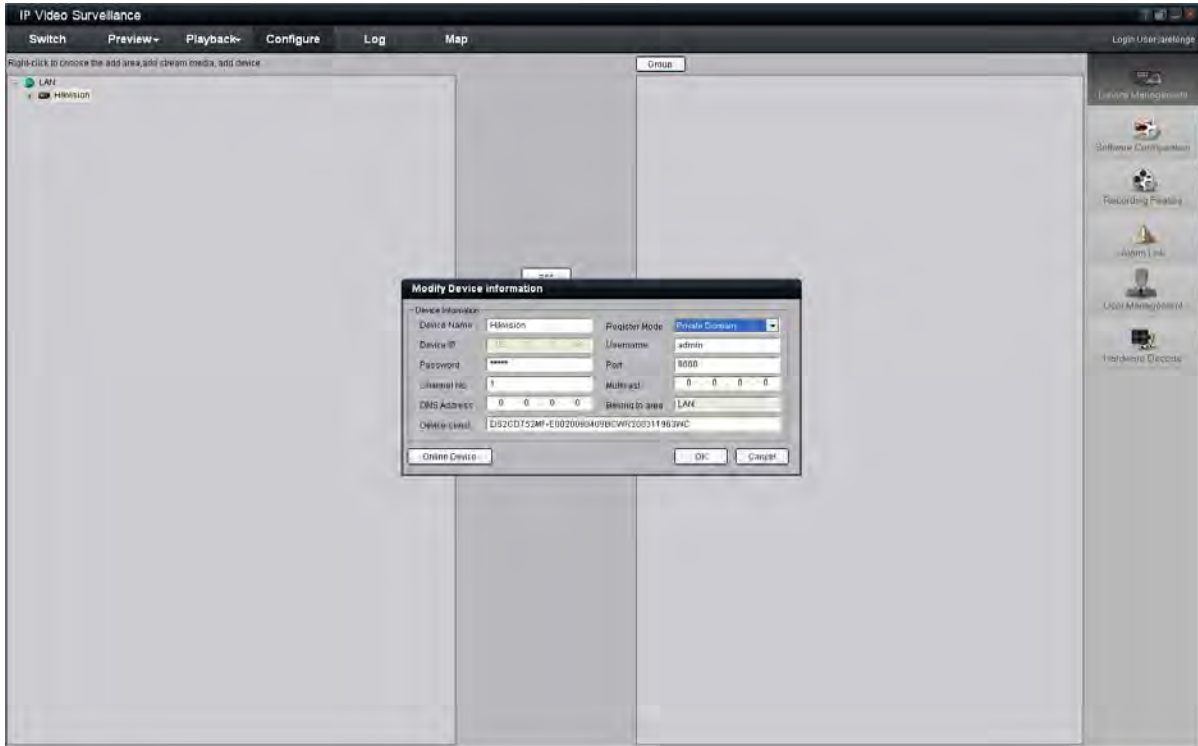 IP Video Surveillance
Switch Preview Playback Configure Log Map
Right-click to choose the add area,add stream media, add device
Group
LAN
Hikvision
Device Management
Software Configuration
Recording Feature
Alarm Link
User Management
Hardware Decode
Modify Device information
Device Information
Device Name Hikvision Register Mode Private Domain
Device IP Username admin
Password ***** Port 8000
Channel No. 1 Multicast 0 . 0 . 0 . 0
DNS Address 0 . 0 . 0 . 0 Belong to area LAN
Device Serial
Online Device OK Cancel